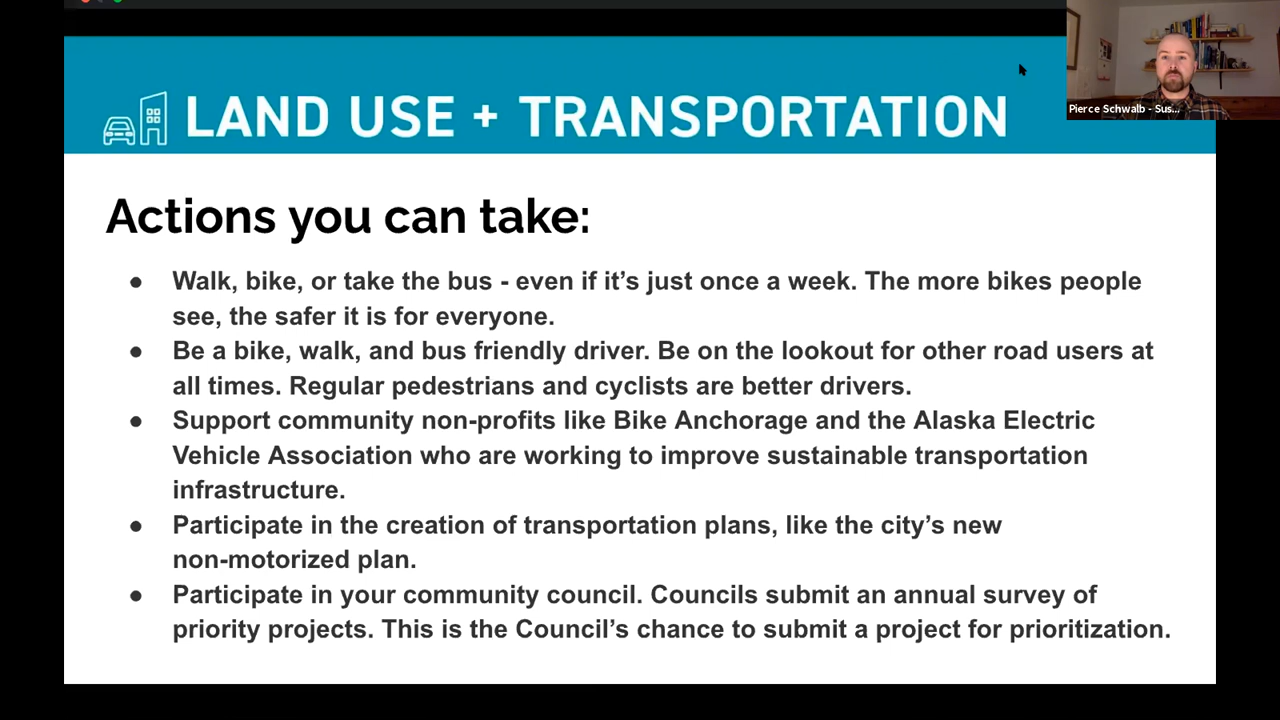 LAND USE + TRANSPORTATION
Pierce Schwalb - Sus...
Actions you can take:
● Walk, bike, or take the bus - even if it’s just once a week. The more bikes people
see, the safer it is for everyone.
● Be a bike, walk, and bus friendly driver. Be on the lookout for other road users at
all times. Regular pedestrians and cyclists are better drivers.
● Support community non-profits like Bike Anchorage and the Alaska Electric
Vehicle Association who are working to improve sustainable transportation
infrastructure.
● Participate in the creation of transportation plans, like the city’s new
non-motorized plan.
● Participate in your community council. Councils submit an annual survey of
priority projects. This is the Council’s chance to submit a project for prioritization.